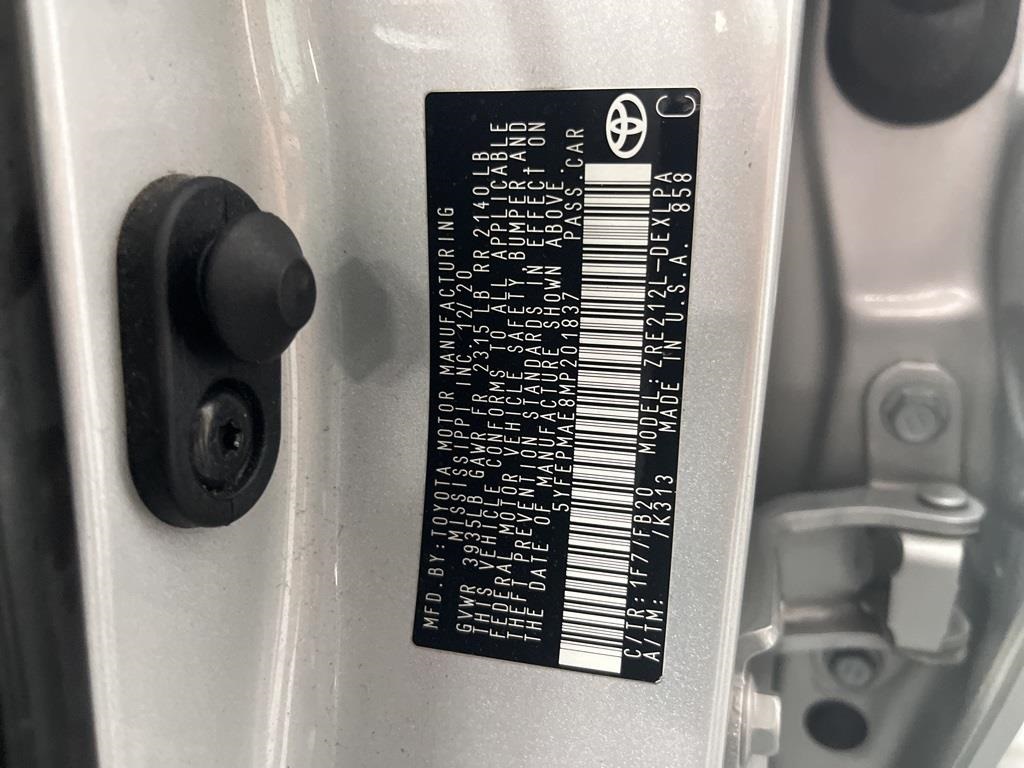 MFD.BY:TOYOTA MOTOR MANUFACTURING
MISSISSIPPI INC.12/20
GVWR 3935LB GAWR FR 2315 LB RR 2140LB
THIS VEHICLE CONFORMS TO ALL APPLICABLE
FEDERAL MOTOR VEHICLE SAFETY BUMPER AND
THEFT PREVENTION STANDARDS IN EFFECT ON
THE DATE OF MANUFACTURE SHOWN ABOVE
5YFEPMAE8MP201837 PASS.CAR
C/TR:1F7/FB20 MODEL:ZRE212L-DEXLPA
A/TM: /K313 MADE IN U.S.A. 858
C